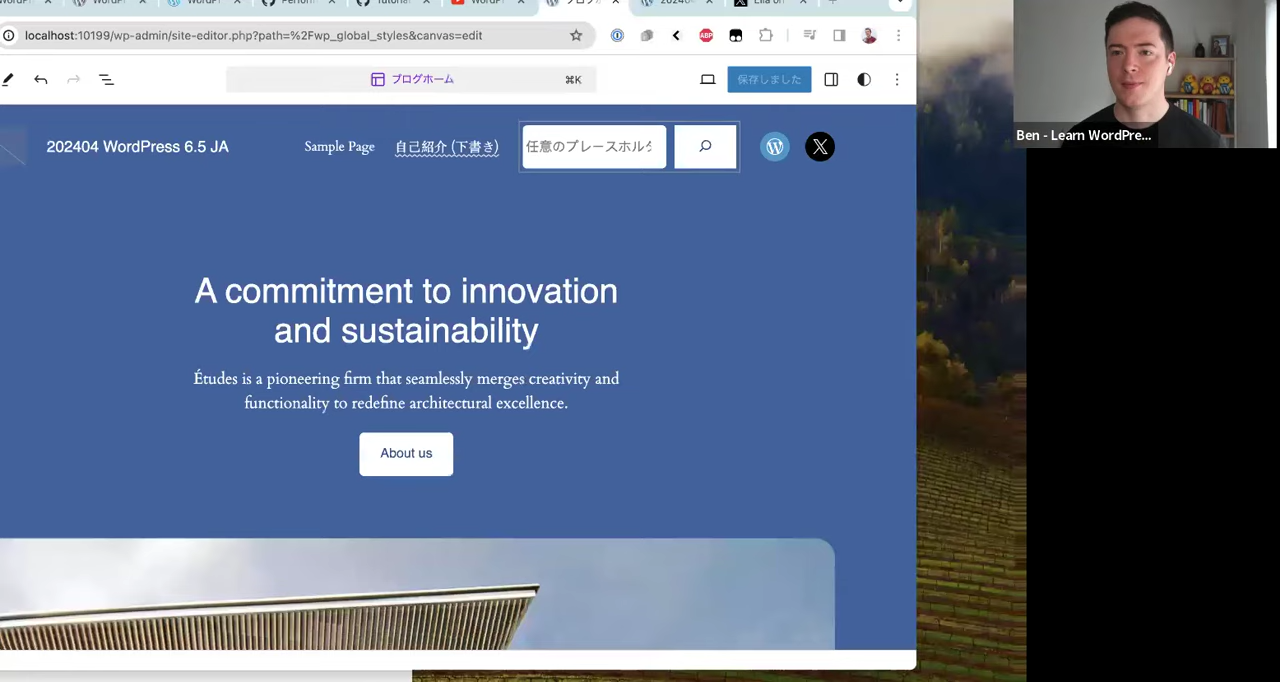 localhost:10199/wp-admin/site-editor.php?path=%2Fwp_global_styles&canvas=edit
ABP
ブログホーム
⌘K
保存しました
202404 WordPress 6.5 JA
Sample Page
自己紹介 (下書き)
任意のプレースホルダ
A commitment to innovation
and sustainability
Études is a pioneering firm that seamlessly merges creativity and
functionality to redefine architectural excellence.
About us
Ben - Learn WordPre...